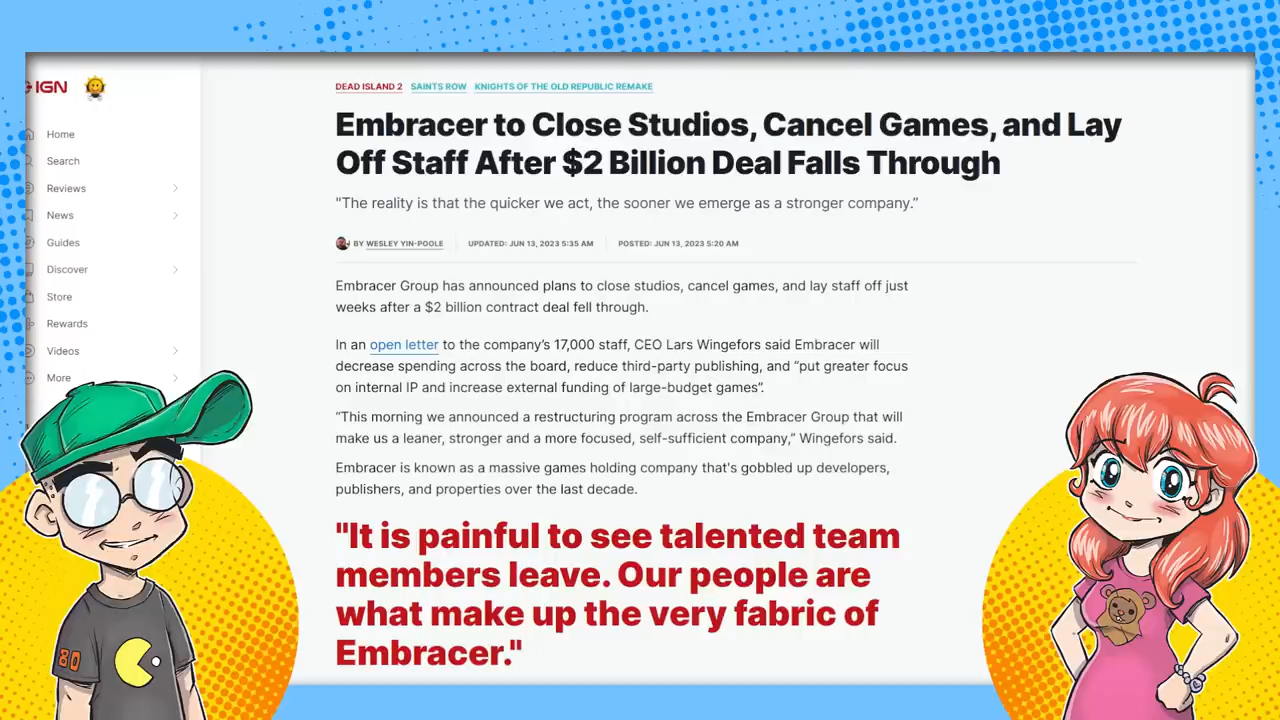 IGN
Home
Search
Reviews
News
Guides
Discover
Store
Rewards
Videos
More
DEAD ISLAND 2 SAINTS ROW KNIGHTS OF THE OLD REPUBLIC REMAKE
Embracer to Close Studios, Cancel Games, and Lay
Off Staff After $2 Billion Deal Falls Through
"The reality is that the quicker we act, the sooner we emerge as a stronger company.”
BY WESLEY YIN-POOLE UPDATED: JUN 13, 2023 5:35 AM POSTED: JUN 13, 2023 5:20 AM
Embracer Group has announced plans to close studios, cancel games, and lay staff off just
weeks after a $2 billion contract deal fell through.
In an open letter to the company’s 17,000 staff, CEO Lars Wingefors said Embracer will
decrease spending across the board, reduce third-party publishing, and “put greater focus
on internal IP and increase external funding of large-budget games”.
“This morning we announced a restructuring program across the Embracer Group that will
make us a leaner, stronger and a more focused, self-sufficient company,” Wingefors said.
Embracer is known as a massive games holding company that's gobbled up developers,
publishers, and properties over the last decade.
"It is painful to see talented team
members leave. Our people are
what make up the very fabric of
Embracer."
80